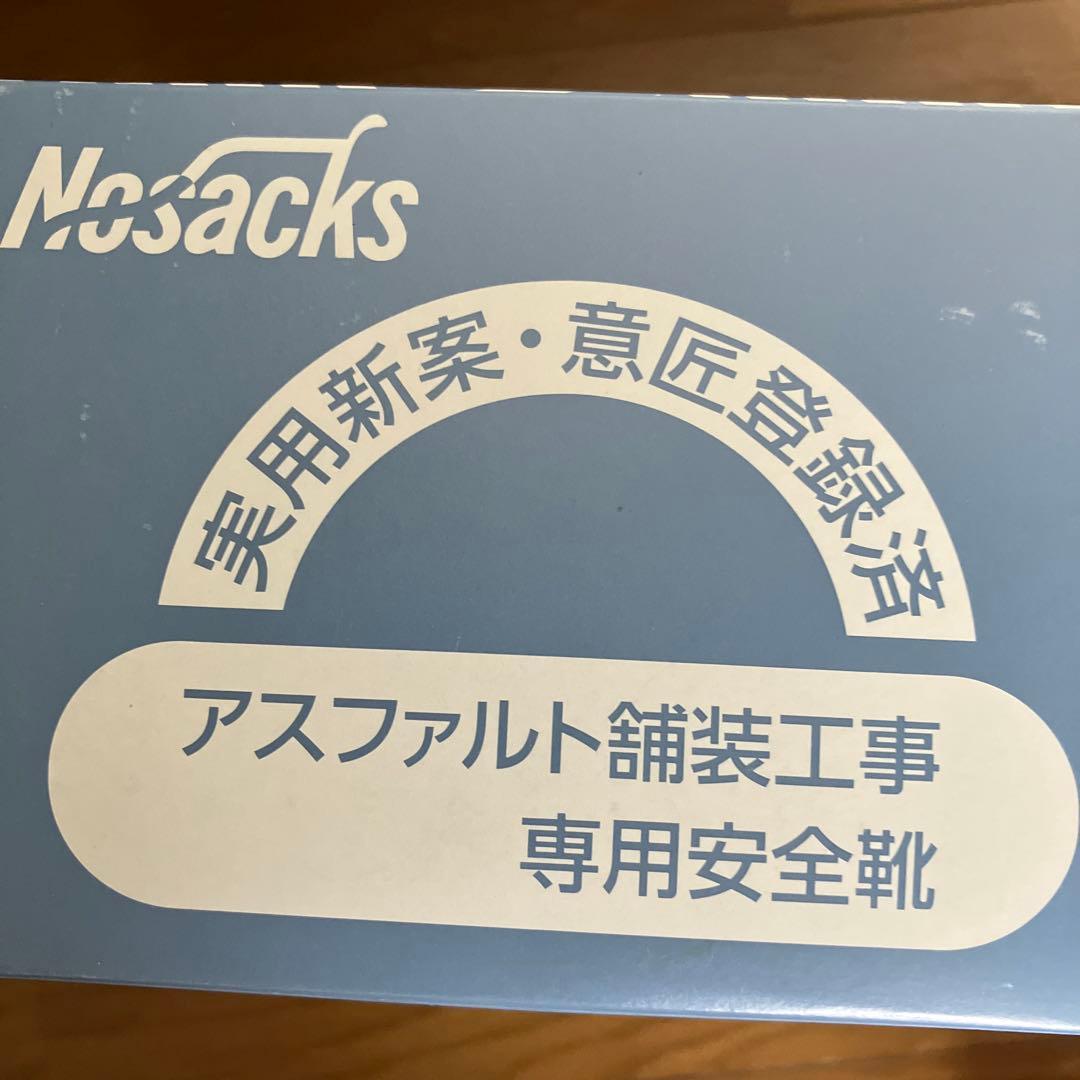 Nosacks
実用新案・意匠登録済
アスファルト舗装工事
専用安全靴